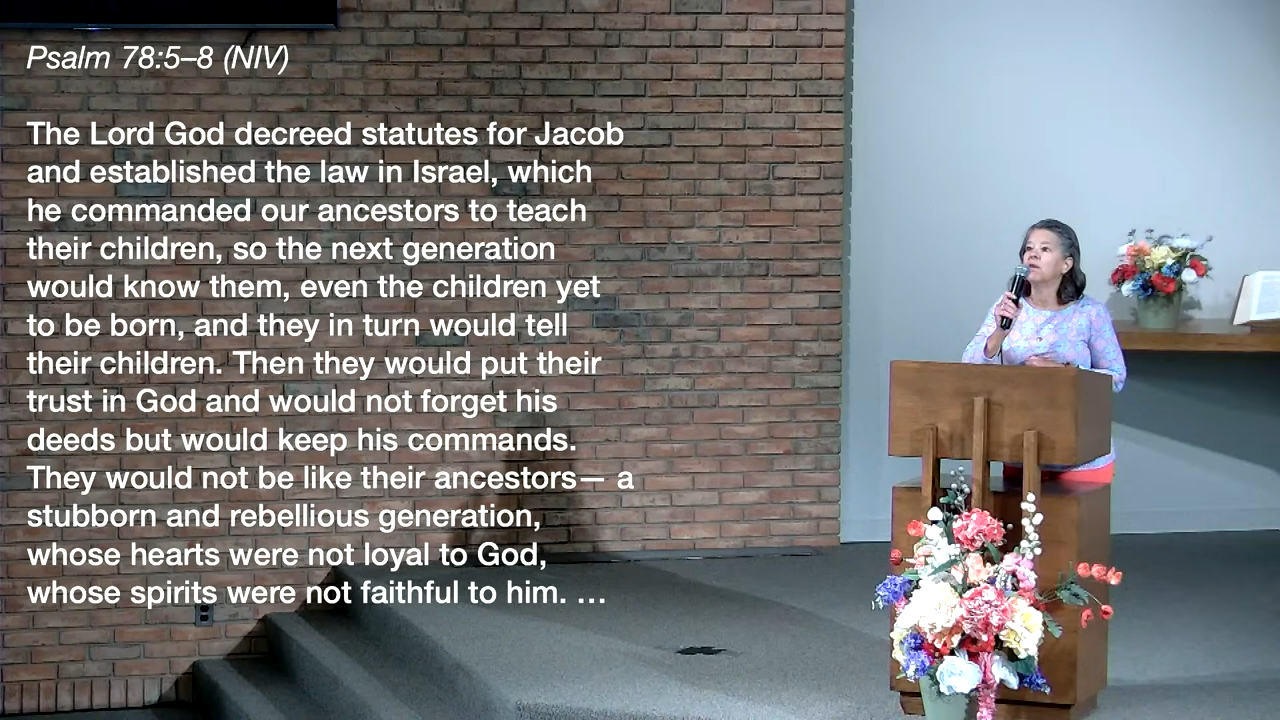 Psalm 78:5–8 (NIV)
The Lord God decreed statutes for Jacob
and established the law in Israel, which
he commanded our ancestors to teach
their children, so the next generation
would know them, even the children yet
to be born, and they in turn would tell
their children. Then they would put their
trust in God and would not forget his
deeds but would keep his commands.
They would not be like their ancestors— a
stubborn and rebellious generation,
whose hearts were not loyal to God,
whose spirits were not faithful to him. …